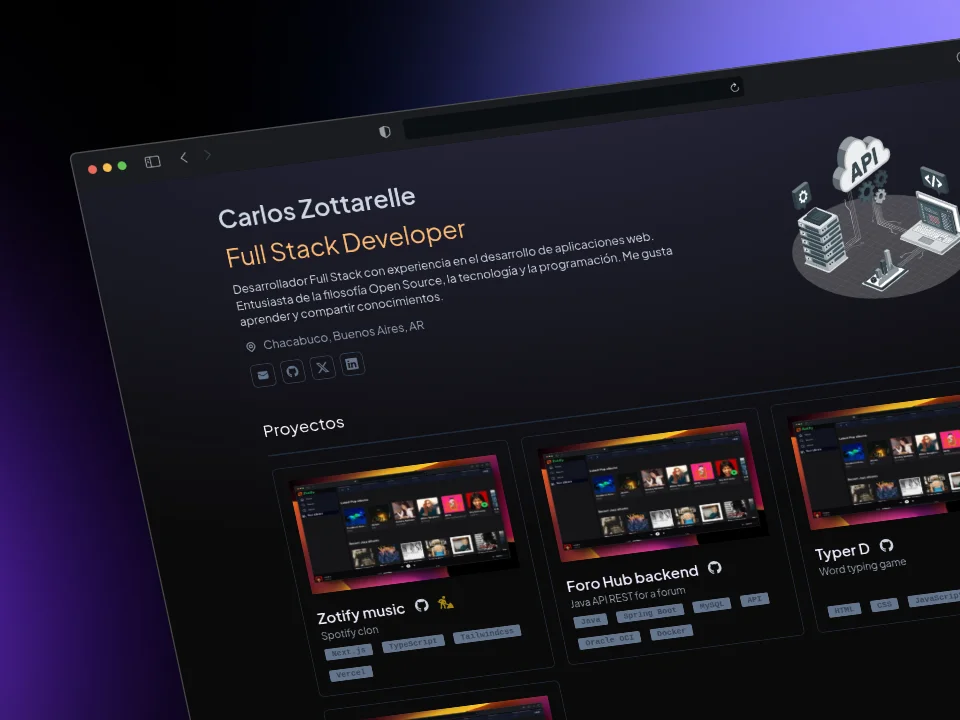 Carlos Zottarelle
Full Stack Developer
Desarrollador Full Stack con experiencia en el desarrollo de aplicaciones web.
Entusiasta de la filosofía Open Source, la tecnología y la programación. Me gusta
aprender y compartir conocimientos.
Chacabuco, Buenos Aires, AR
API
</>
Proyectos
Zotify music
Spotify clon
Next.js TypeScript Tailwindcss
Vercel
Foro Hub backend
Java API REST for a forum
Java Spring Boot MySQL API
Oracle OCI Docker
Typer D
Word typing game
HTML CSS JavaScript